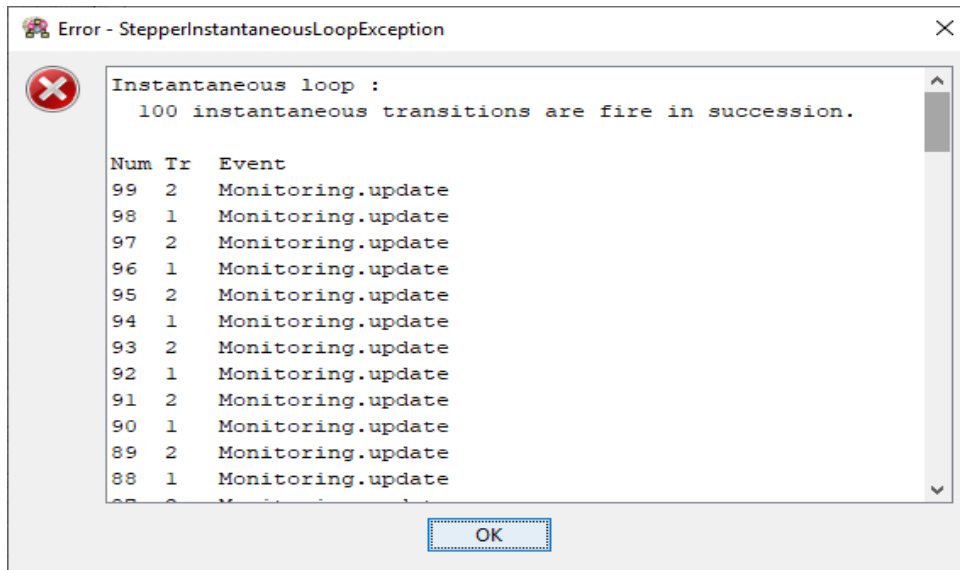 Error - StepperInstantaneousLoopException
Instantaneous loop :
100 instantaneous transitions are fire in succession.
Num Tr Event
99 2 Monitoring.update
98 1 Monitoring.update
97 2 Monitoring.update
96 1 Monitoring.update
95 2 Monitoring.update
94 1 Monitoring.update
93 2 Monitoring.update
92 1 Monitoring.update
91 2 Monitoring.update
90 1 Monitoring.update
89 2 Monitoring.update
88 1 Monitoring.update
OK